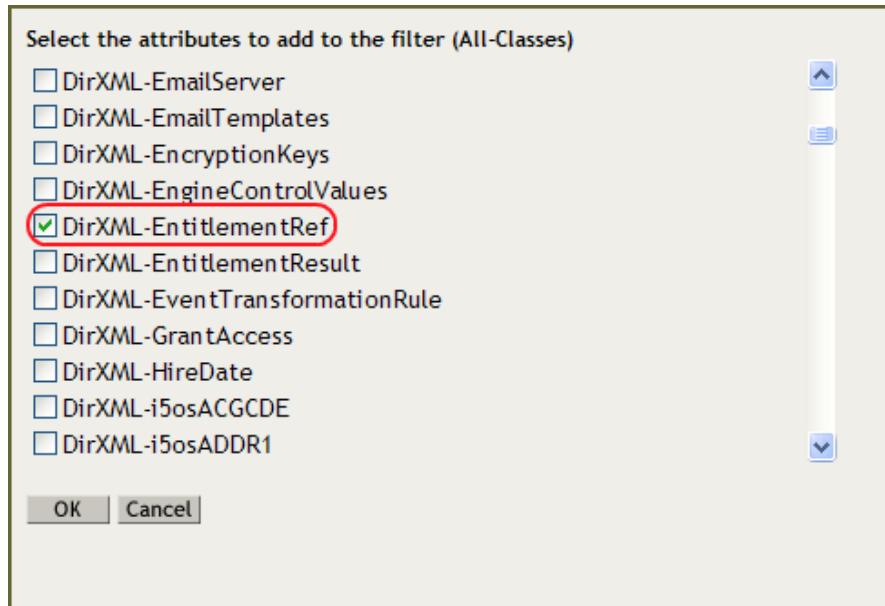 Select the attributes to add to the filter (All-Classes)
DirXML-EmailServer
DirXML-EmailTemplates
DirXML-EncryptionKeys
DirXML-EngineControlValues
DirXML-EntitlementRef
DirXML-EntitlementResult
DirXML-EventTransformationRule
DirXML-GrantAccess
DirXML-HireDate
DirXML-i5osACGCDE
DirXML-i5osADDR1
OK Cancel